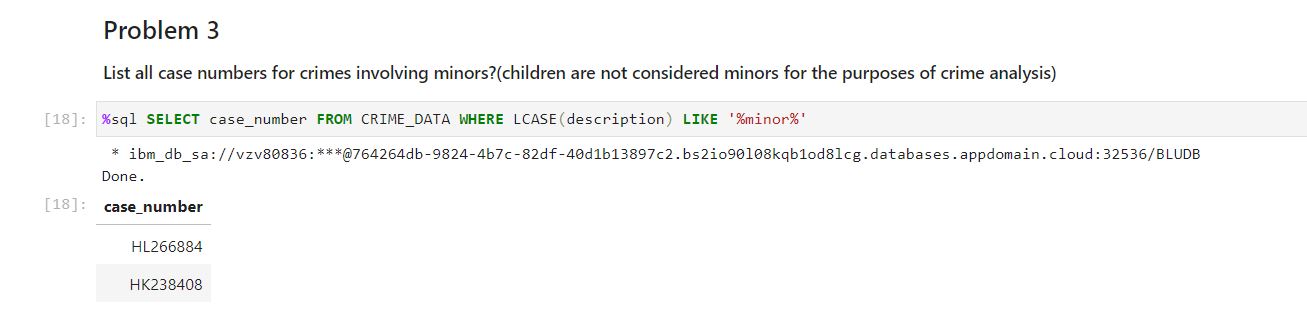 Problem 3
List all case numbers for crimes involving minors?(children are not considered minors for the purposes of crime analysis)
[18]: %sql SELECT case_number FROM CRIME_DATA WHERE LCASE(description) LIKE '%minor%'
* ibm_db_sa://vzv80836:***@764264db-9824-4b7c-82df-40d1b13897c2.bs2io90l08kqb1od8lcg.databases.appdomain.cloud:32536/BLUDB
Done.
[18]: case_number
HL266884
HK238408